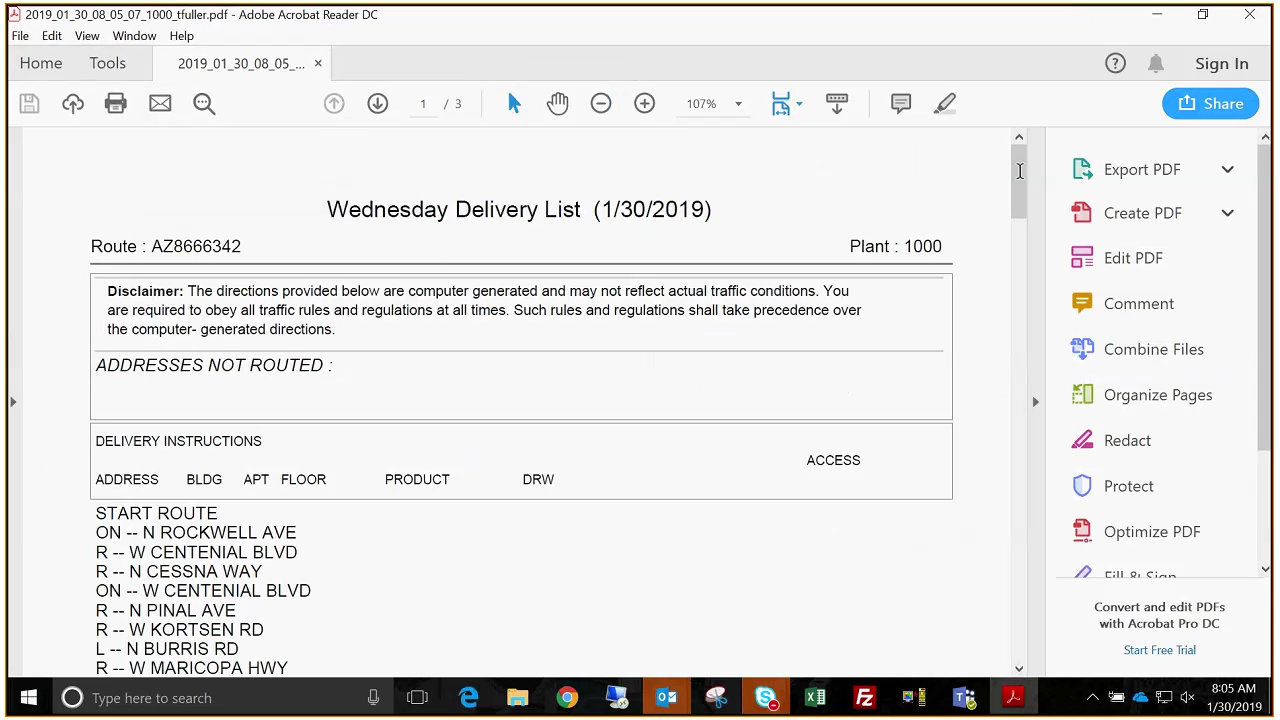 2019_01_30_08_05_07_1000_tfuller.pdf - Adobe Acrobat Reader DC
File Edit View Window Help
Home Tools 2019_01_30_08_05_... × Sign In
1 / 3 107% Share
Wednesday Delivery List (1/30/2019)
Route : AZ8666342 Plant : 1000
Disclaimer: The directions provided below are computer generated and may not reflect actual traffic conditions. You
are required to obey all traffic rules and regulations at all times. Such rules and regulations shall take precedence over
the computer- generated directions.
ADDRESSES NOT ROUTED :
DELIVERY INSTRUCTIONS
ACCESS
ADDRESS BLDG APT FLOOR PRODUCT DRW
START ROUTE
ON -- N ROCKWELL AVE
R -- W CENTENIAL BLVD
R -- N CESSNA WAY
ON -- W CENTENIAL BLVD
R -- N PINAL AVE
R -- W KORTSEN RD
L -- N BURRIS RD
R -- W MARICOPA HWY
Export PDF
Create PDF
Edit PDF
Comment
Combine Files
Organize Pages
Redact
Protect
Optimize PDF
Fill & Sign
Convert and edit PDFs
with Acrobat Pro DC
Start Free Trial
Type here to search
8:05 AM
1/30/2019